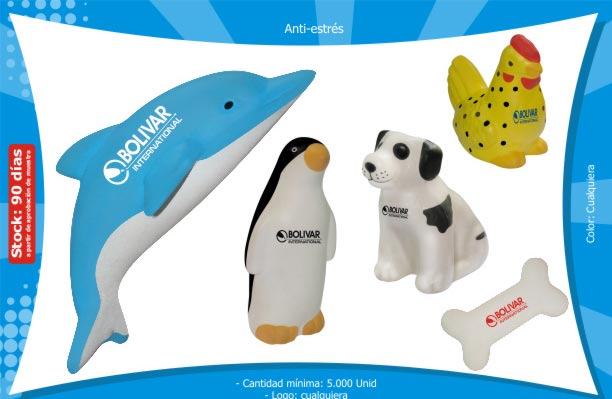 Anti-estrés
BOLIVAR
INTERNATIONAL
BOLIVAR
INTERNATIONAL
BOLIVAR
INTERNATIONAL
BOLIVAR
INTERNATIONAL
BOLIVAR
INTERNATIONAL
Stock: 90 días
a partir de aprobación de muestra
Color: Cualquiera
- Cantidad mínima: 5.000 Unid
- Logo: cualquiera